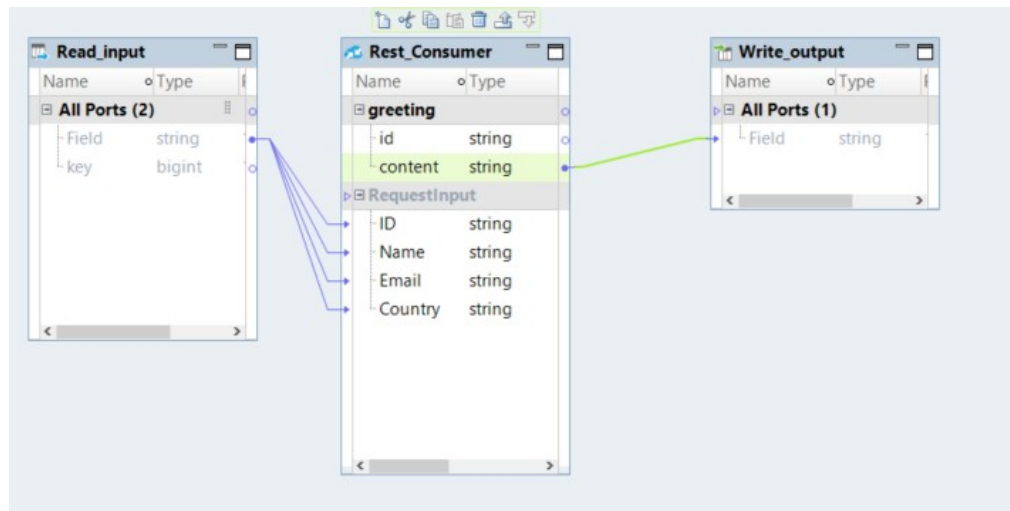 Read_input
Name Type
All Ports (2)
Field string
key bigint
Rest_Consumer
Name Type
greeting
id string
content string
RequestInput
ID string
Name string
Email string
Country string
Write_output
Name Type
All Ports (1)
Field string